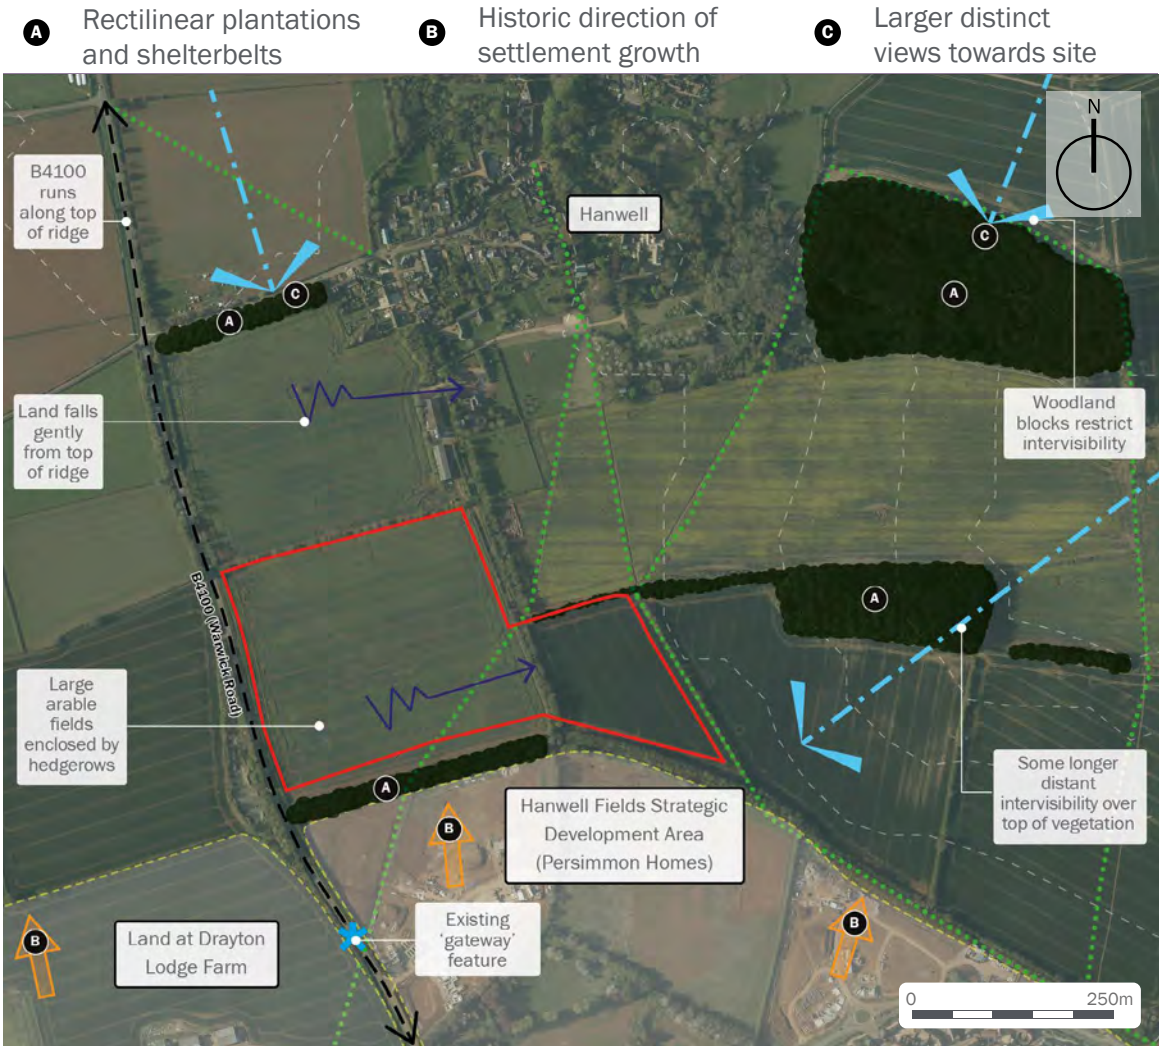 A
Rectilinear plantations
and shelterbelts
B
Historic direction of
settlement growth
C
Larger distinct
views towards site
N
B4100
runs
along top
of ridge
Hanwell
C
A
C
A
Land falls
gently
from top
of ridge
Woodland
blocks restrict
intervisibility
B4100 (Warwick Road)
A
Large
arable
fields
enclosed by
hedgerows
A
Some longer
distant
intervisibility over
top of vegetation
Hanwell Fields Strategic
Development Area
(Persimmon Homes)
B
B
B
Land at Drayton
Lodge Farm
Existing
‘gateway’
feature
0
250m